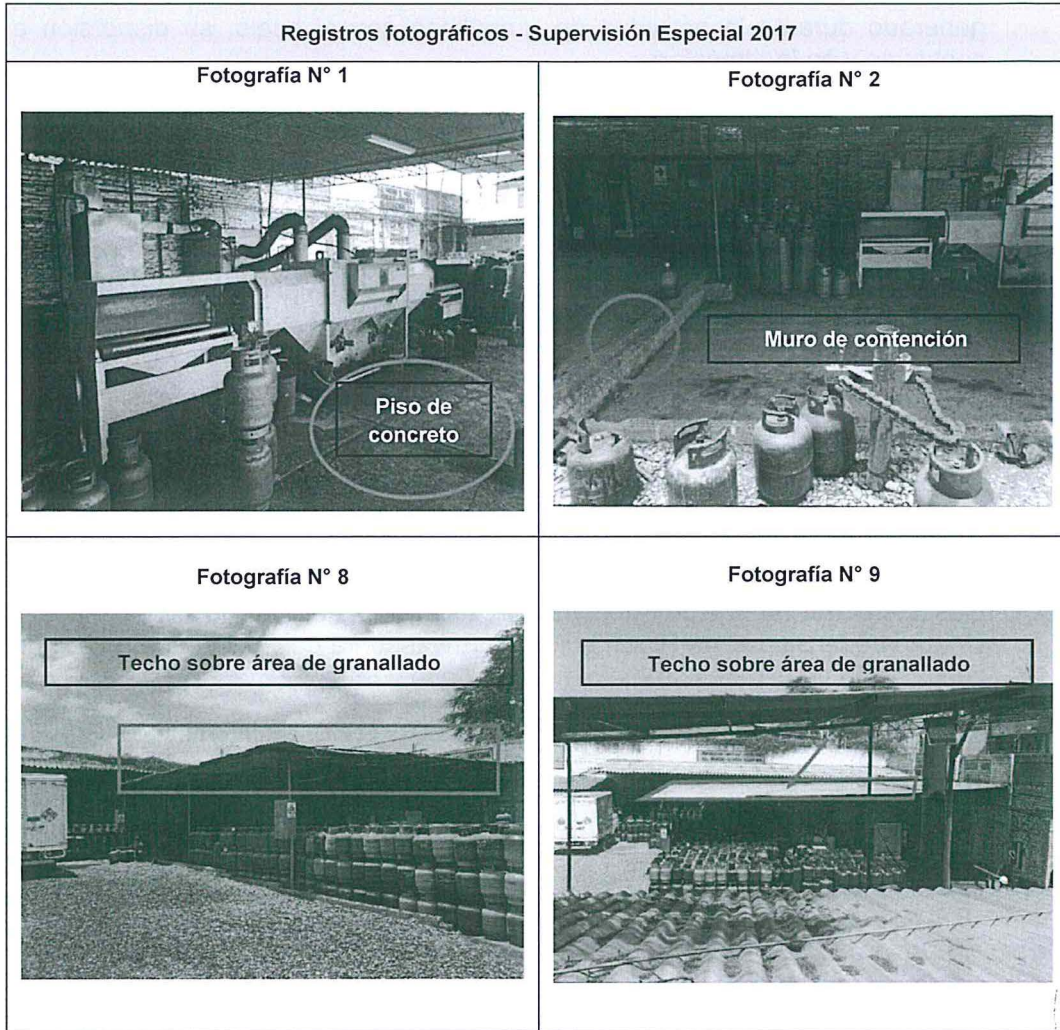 Registros fotográficos - Supervisión Especial 2017
Fotografía N° 1
Fotografía N° 2
Piso de
concreto
Muro de contención
Fotografía N° 8
Fotografía N° 9
Techo sobre área de granallado
Techo sobre área de granallado